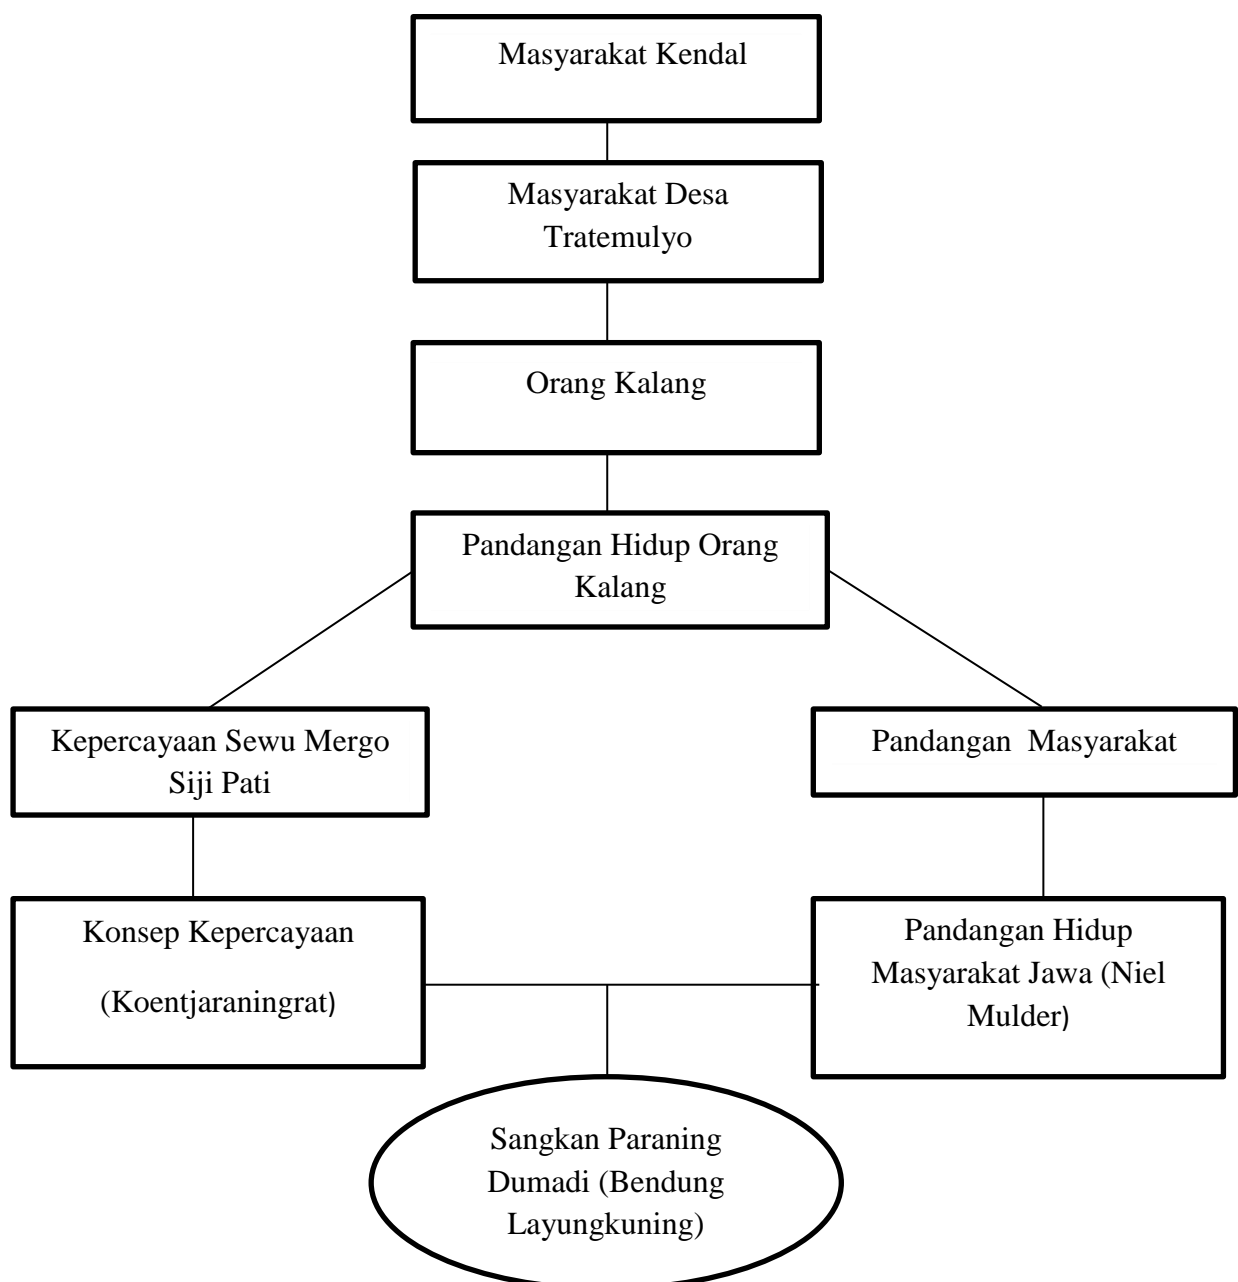 Masyarakat Kendal
Masyarakat Desa
Tratemulyo
Orang Kalang
Pandangan Hidup Orang
Kalang
Kepercayaan Sewu Mergo
Siji Pati
Pandangan  Masyarakat
Konsep Kepercayaan
(Koentjaraningrat)
Pandangan Hidup
Masyarakat Jawa (Niel
Mulder)
Sangkan Paraning
Dumadi (Bendung
Layungkuning)